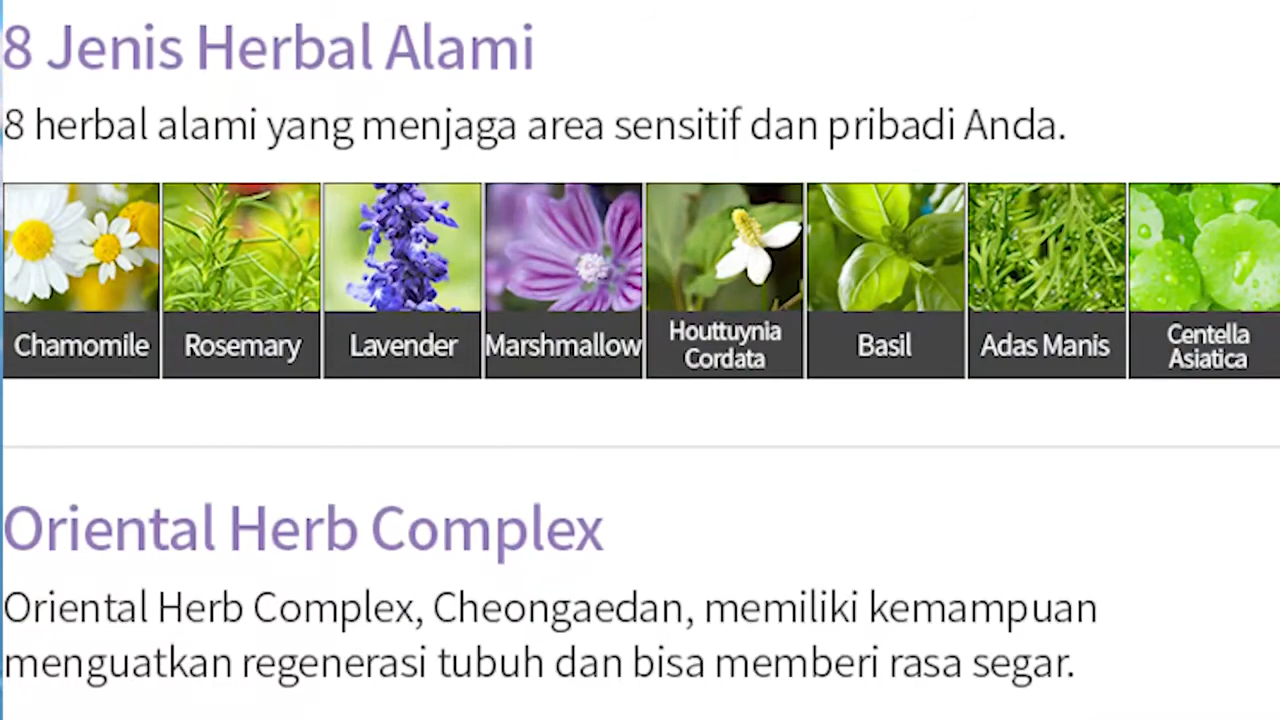 8 Jenis Herbal Alami
8 herbal alami yang menjaga area sensitif dan pribadi Anda.
Chamomile
Rosemary
Lavender
Marshmallow
Houttuynia
Cordata
Basil
Adas Manis
Centella
Asiatica
Oriental Herb Complex
Oriental Herb Complex, Cheongaedan, memiliki kemampuan
menguatkan regenerasi tubuh dan bisa memberi rasa segar.